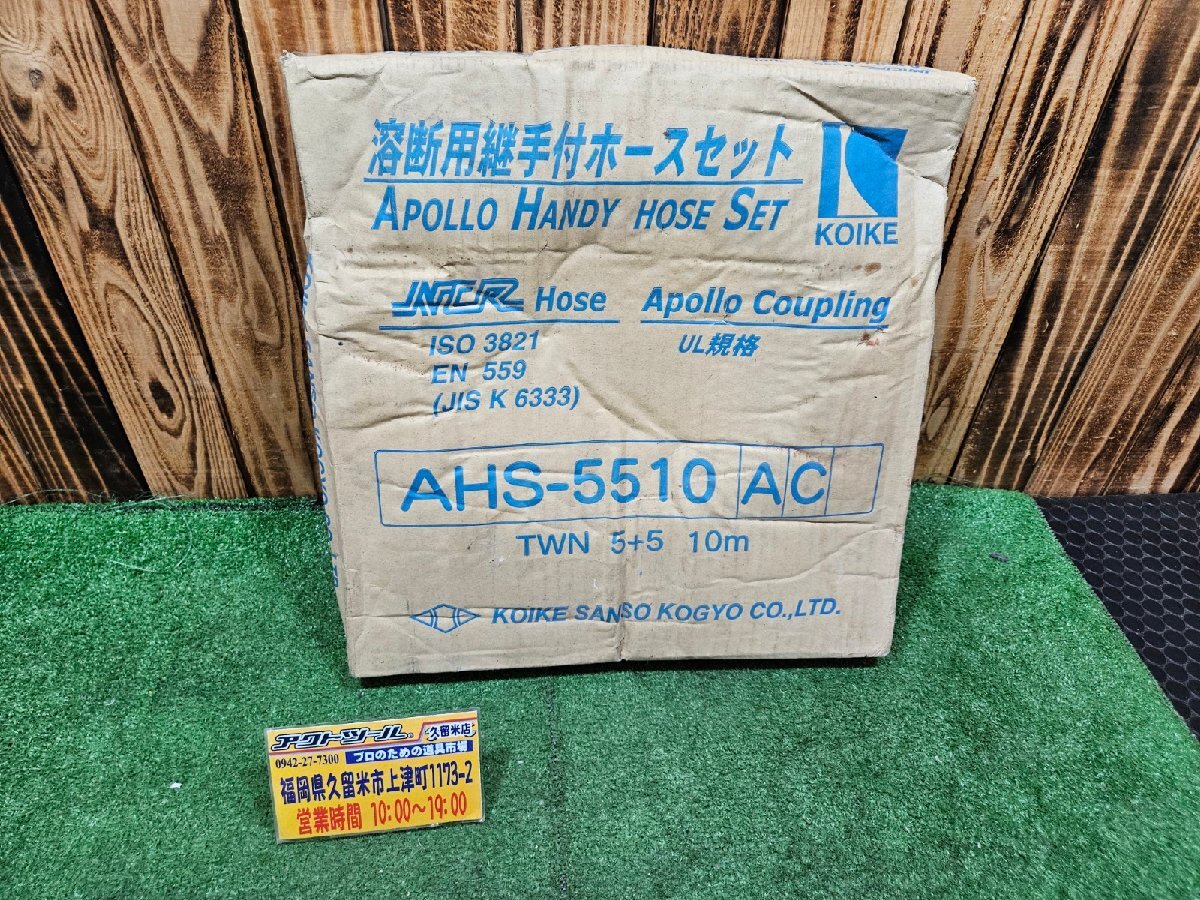 溶断用継手付ホースセット
APOLLO HANDY HOSE SET
KOIKE
Hose
Apollo Coupling
ISO 3821
UL規格
EN 559
(JIS K 6333)
AHS-5510 A C
TWN 5+5 10m
KOIKE SANSO KOGYO CO.,LTD.
アクトツール 久留米店
0942-27-7300 プロのための道具市場
福岡県久留米市上津町1173-2
営業時間 10:00〜19:00